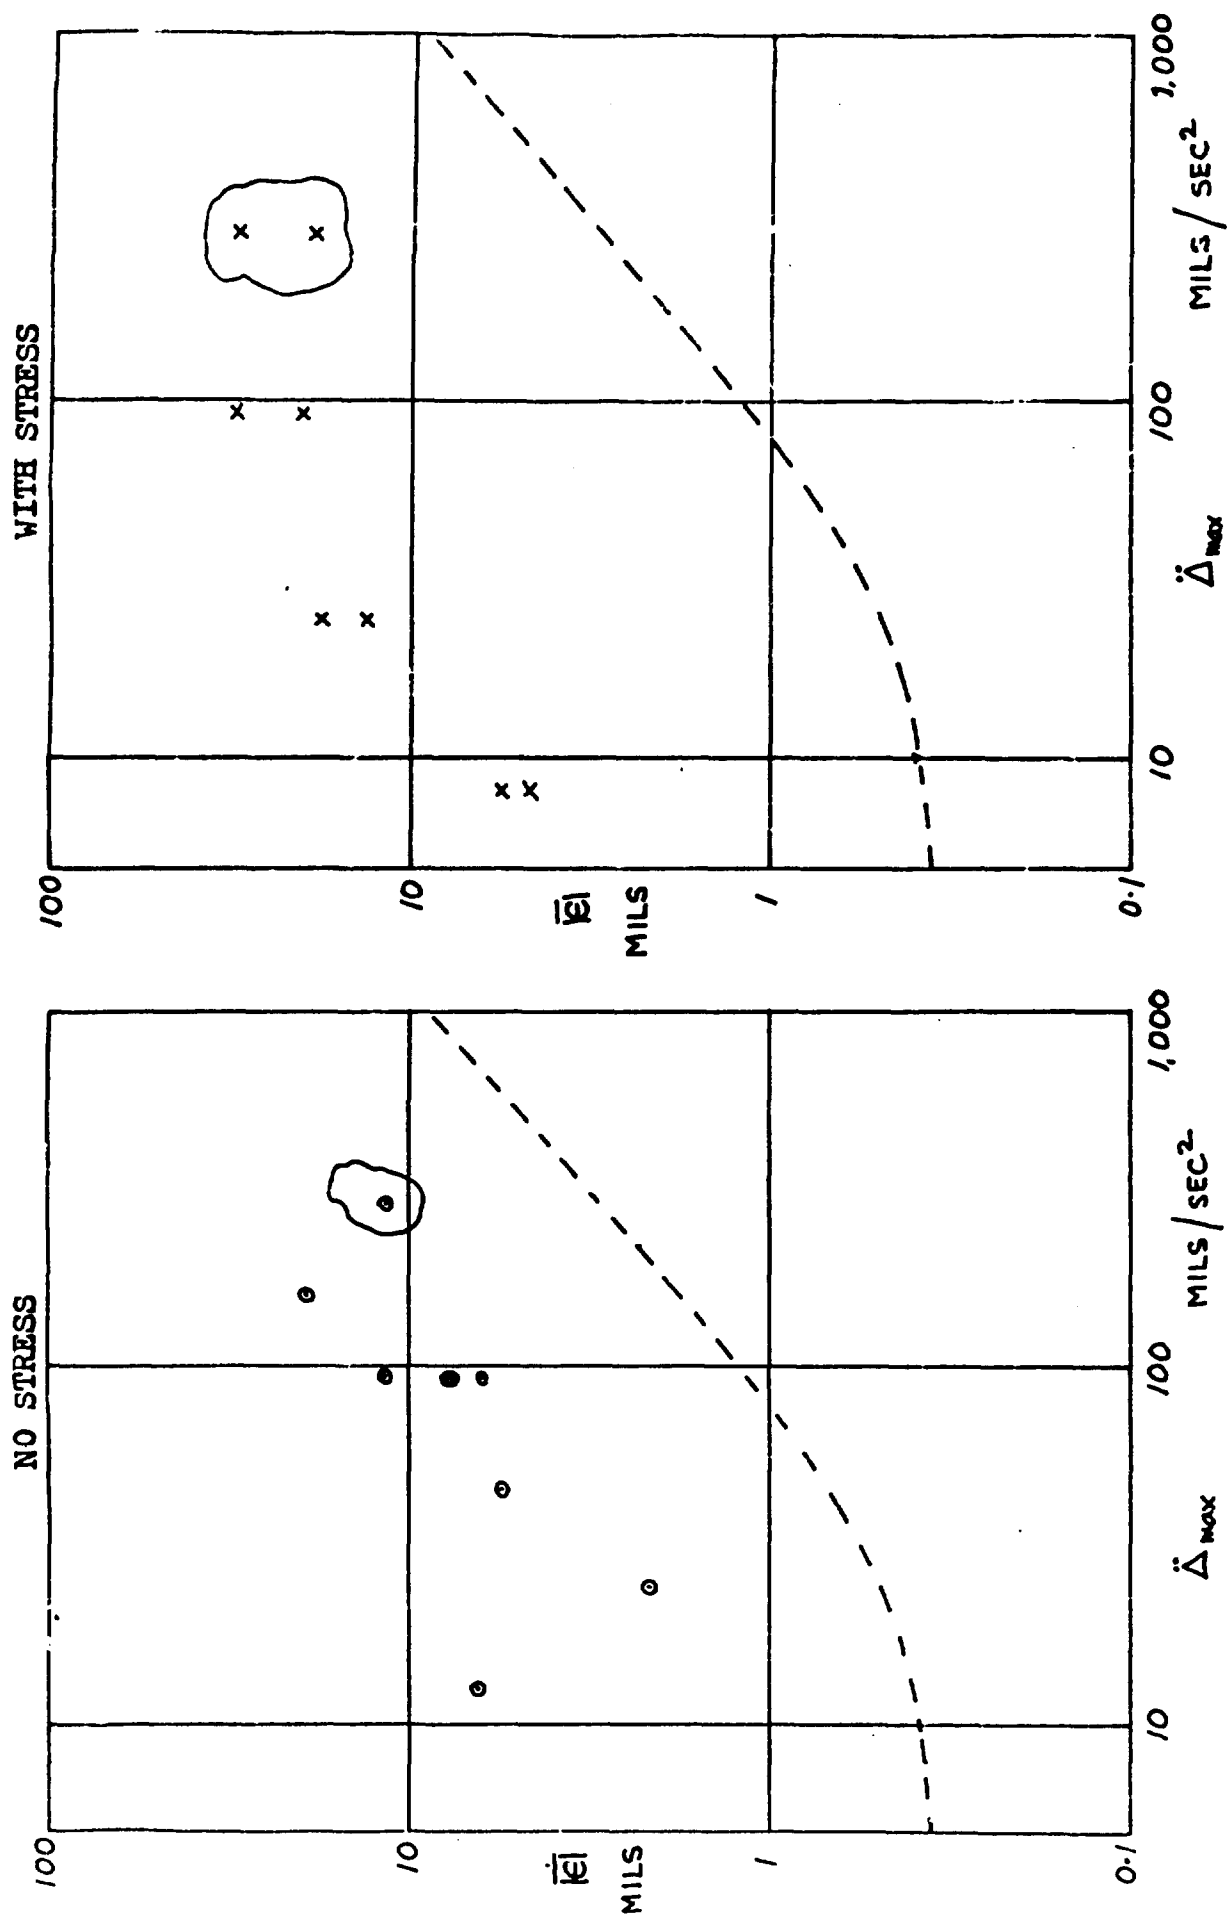 NO STRESS
100
10
|ε|
MILS
1
0.1
10
100
1,000
Δ̈max
MILS/SEC²
WITH STRESS
100
10
|ε|
MILS
1
0.1
10
100
1,000
Δ̈max
MILS/SEC²